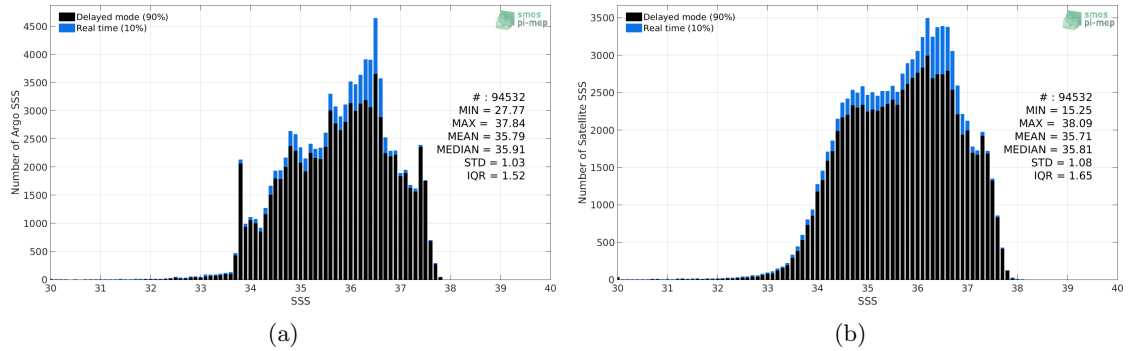 Delayed mode (90%)
Real time (10%)
smos
pi-mep
Number of Argo SSS
4500
4000
3500
3000
2500
2000
1500
1000
500
0
# : 94532
MIN = 27.77
MAX = 37.84
MEAN = 35.79
MEDIAN = 35.91
STD = 1.03
IQR = 1.52
30 31 32 33 34 35 36 37 38 39 40
SSS
(a)
Delayed mode (90%)
Real time (10%)
smos
pi-mep
Number of Satellite SSS
3500
3000
2500
2000
1500
1000
500
0
# : 94532
MIN = 15.25
MAX = 38.09
MEAN = 35.71
MEDIAN = 35.81
STD = 1.08
IQR = 1.65
30 31 32 33 34 35 36 37 38 39 40
SSS
(b)